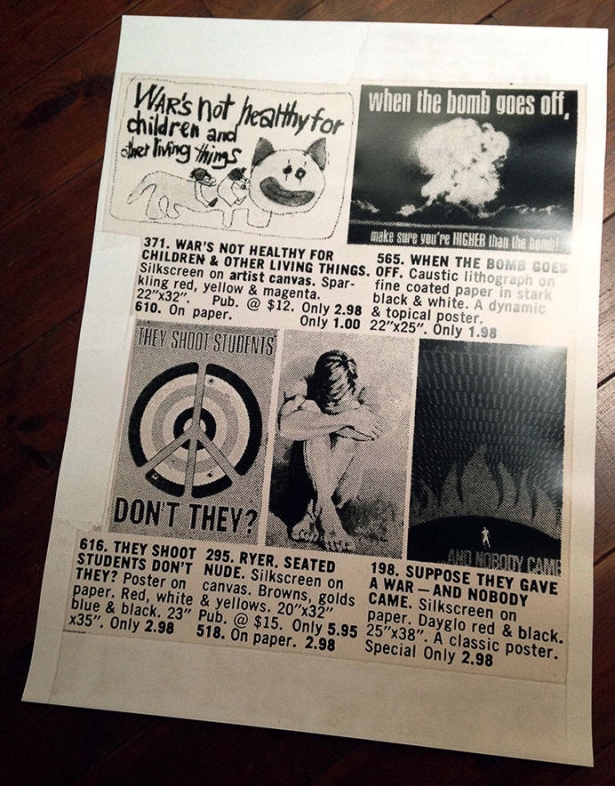 WAR's not healthy for
children and
other living things
when the bomb goes off,
make sure you're HIGHER than the bomb!
371. WAR'S NOT HEALTHY FOR
CHILDREN & OTHER LIVING THINGS.
Silkscreen on artist canvas. Spar-
kling red, yellow & magenta.
22"x32". Pub. @ $12. Only 2.98
610. On paper. Only 1.00
565. WHEN THE BOMB GOES
OFF. Caustic lithograph on
fine coated paper in stark
black & white. A dynamic
& topical poster.
22"x25". Only 1.98
THEY SHOOT STUDENTS
DON'T THEY?
AND NOBODY CAME
616. THEY SHOOT
STUDENTS DON'T
THEY? Poster on
paper. Red, white
blue & black. 23"
x35". Only 2.98
295. RYER. SEATED
NUDE. Silkscreen on
canvas. Browns, golds
& yellows. 20"x32"
Pub. @ $15. Only 5.95
518. On paper. 2.98
198. SUPPOSE THEY GAVE
A WAR — AND NOBODY
CAME. Silkscreen on
paper. Dayglo red & black.
25"x38". A classic poster.
Special Only 2.98